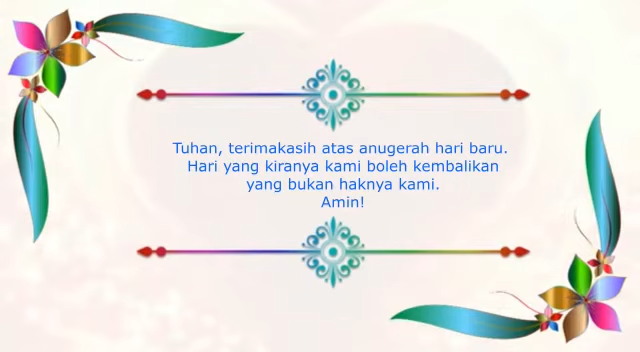 Tuhan, terimakasih atas anugerah hari baru.
Hari yang kiranya kami boleh kembalikan
yang bukan haknya kami.
Amin!